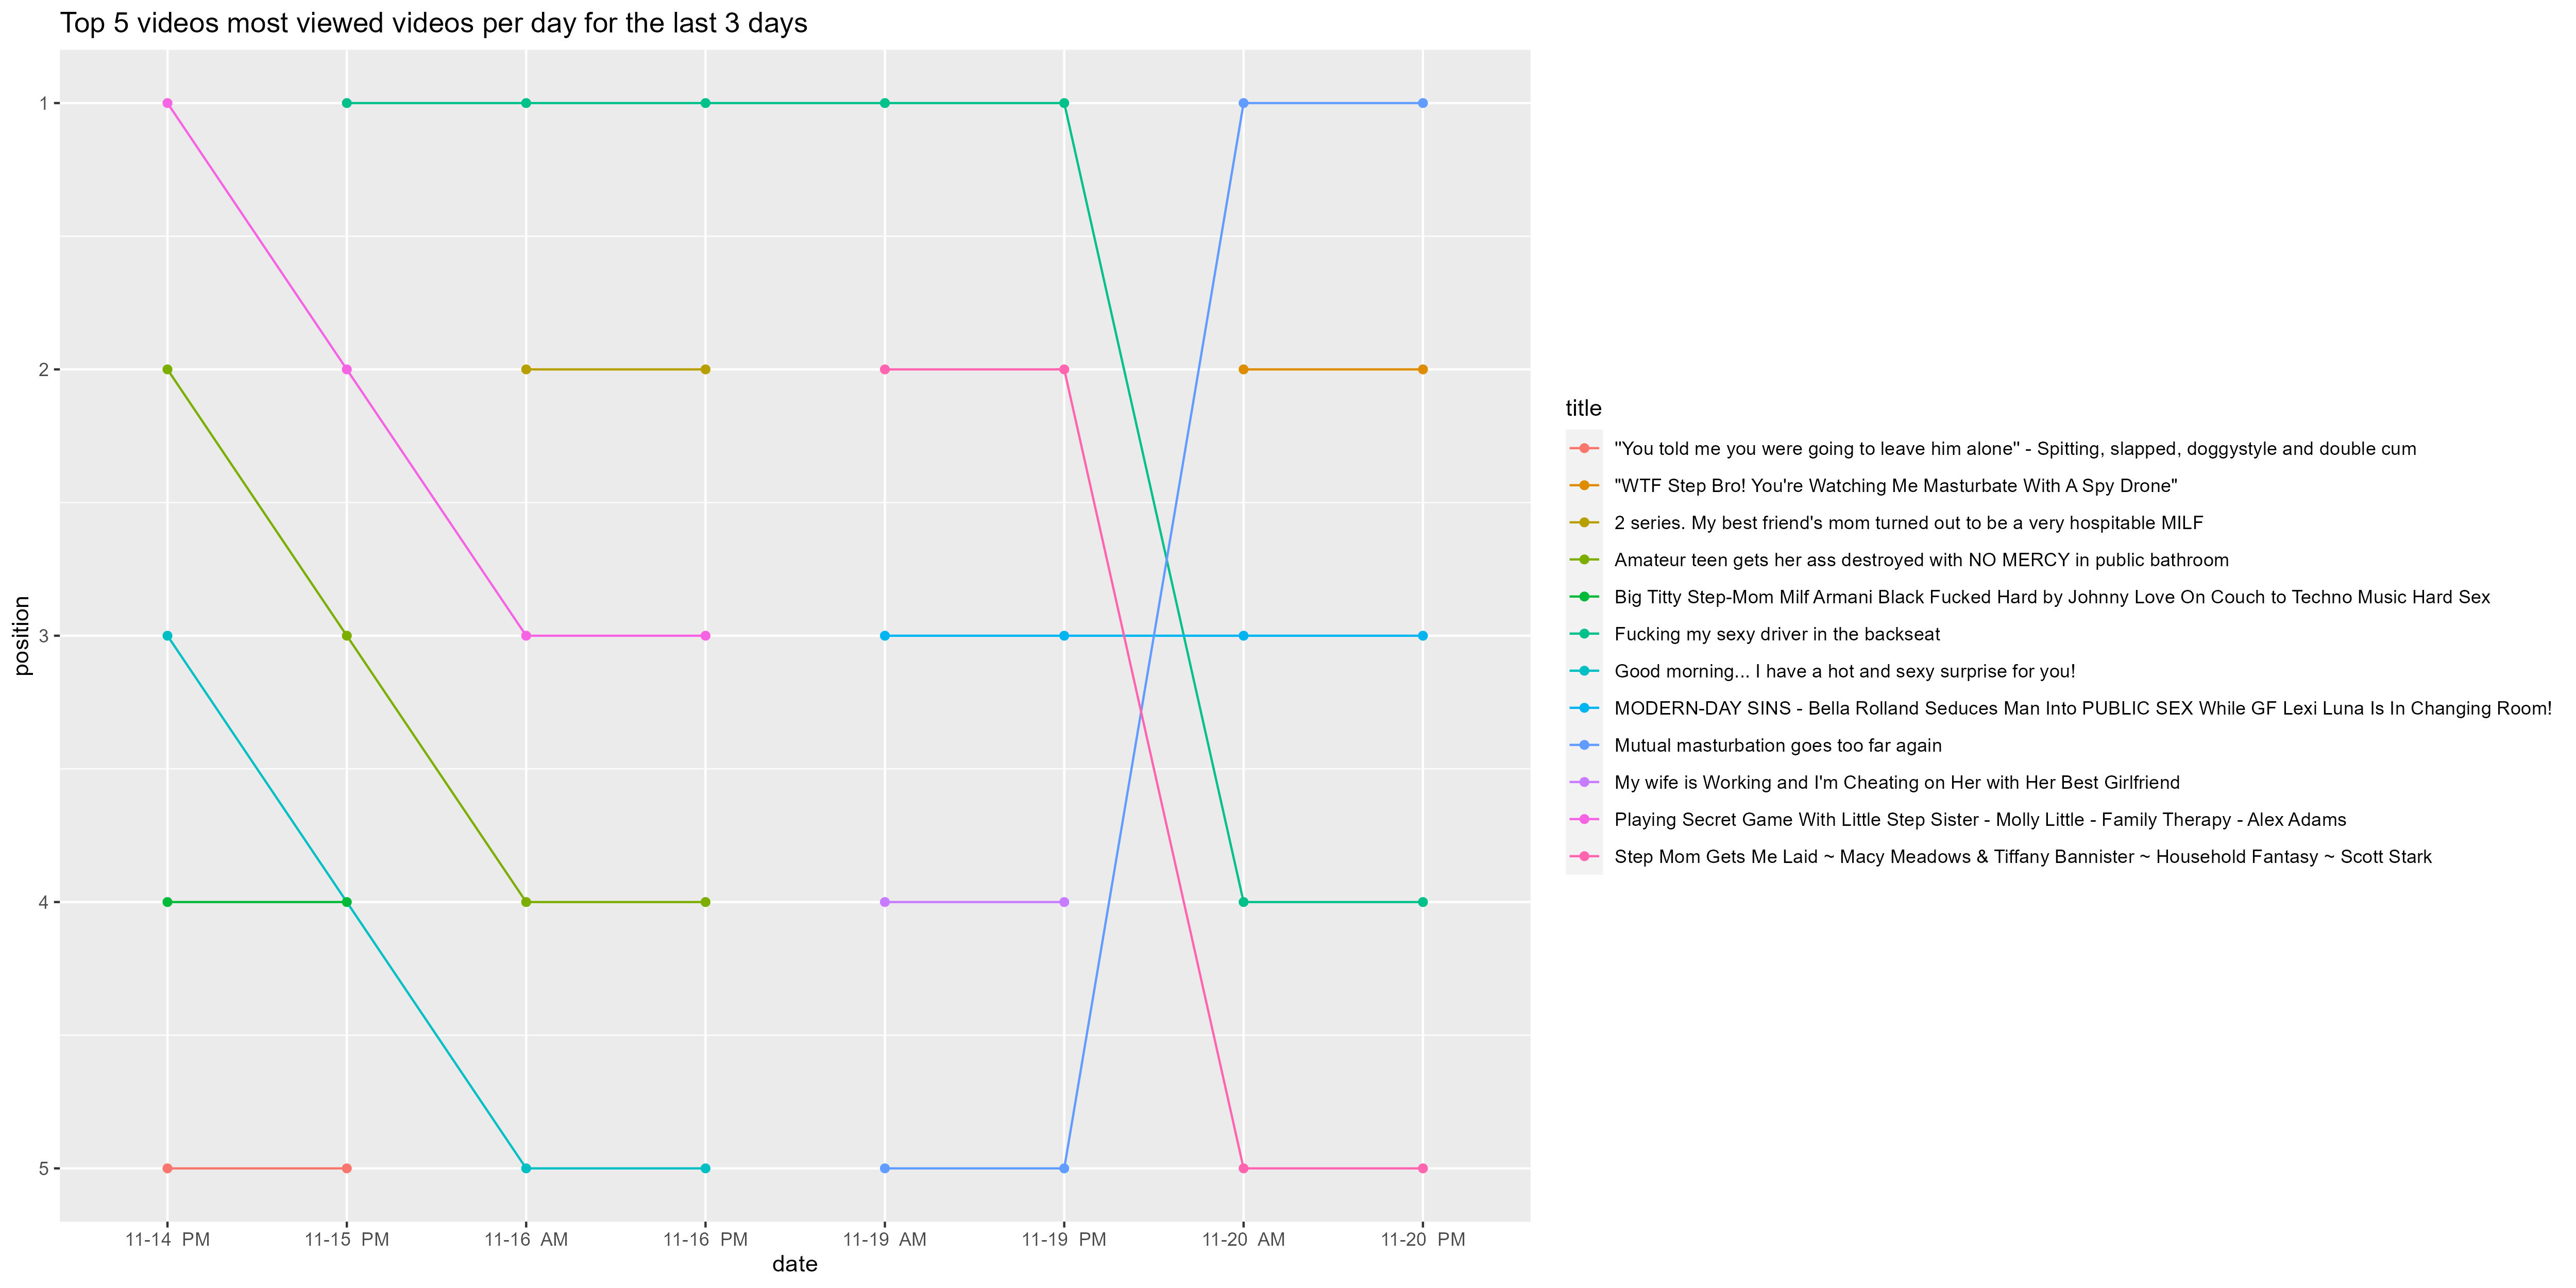 Top 5 videos most viewed videos per day for the last 3 days
position
1
2
3
4
5
11-14  PM
11-15  PM
11-16  AM
11-16  PM
11-19  AM
11-19  PM
11-20  AM
11-20  PM
date
title
"You told me you were going to leave him alone" - Spitting, slapped, doggystyle and double cum
"WTF Step Bro! You're Watching Me Masturbate With A Spy Drone"
2 series. My best friend's mom turned out to be a very hospitable MILF
Amateur teen gets her ass destroyed with NO MERCY in public bathroom
Big Titty Step-Mom Milf Armani Black Fucked Hard by Johnny Love On Couch to Techno Music Hard Sex
Fucking my sexy driver in the backseat
Good morning... I have a hot and sexy surprise for you!
MODERN-DAY SINS - Bella Rolland Seduces Man Into PUBLIC SEX While GF Lexi Luna Is In Changing Room!
Mutual masturbation goes too far again
My wife is Working and I'm Cheating on Her with Her Best Girlfriend
Playing Secret Game With Little Step Sister - Molly Little - Family Therapy - Alex Adams
Step Mom Gets Me Laid ~ Macy Meadows & Tiffany Bannister ~ Household Fantasy ~ Scott Stark